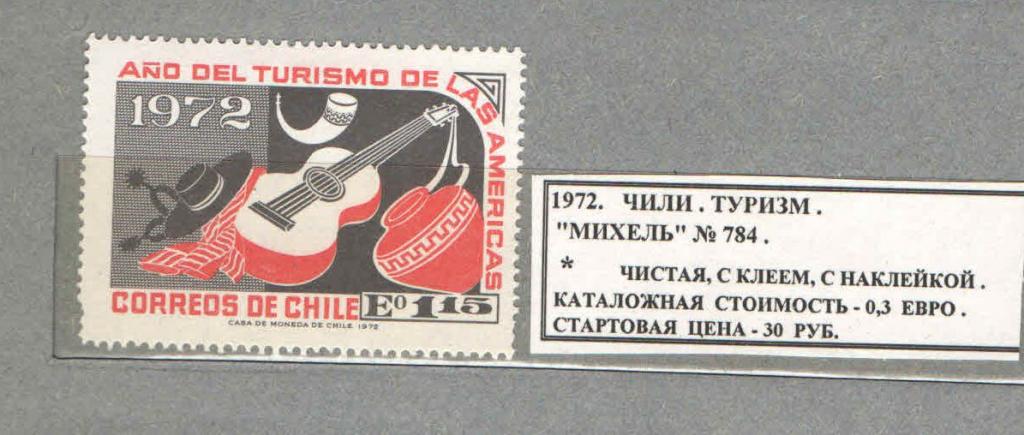 AÑO DEL TURISMO DE LAS AMERICAS
1972
CORREOS DE CHILE Eº 1.15
CASA DE MONEDA DE CHILE 1972
1972. ЧИЛИ . ТУРИЗМ .
"МИХЕЛЬ" № 784 .
* ЧИСТАЯ, С КЛЕЕМ, С НАКЛЕЙКОЙ .
КАТАЛОЖНАЯ СТОИМОСТЬ - 0,3 ЕВРО .
СТАРТОВАЯ ЦЕНА - 30 РУБ.